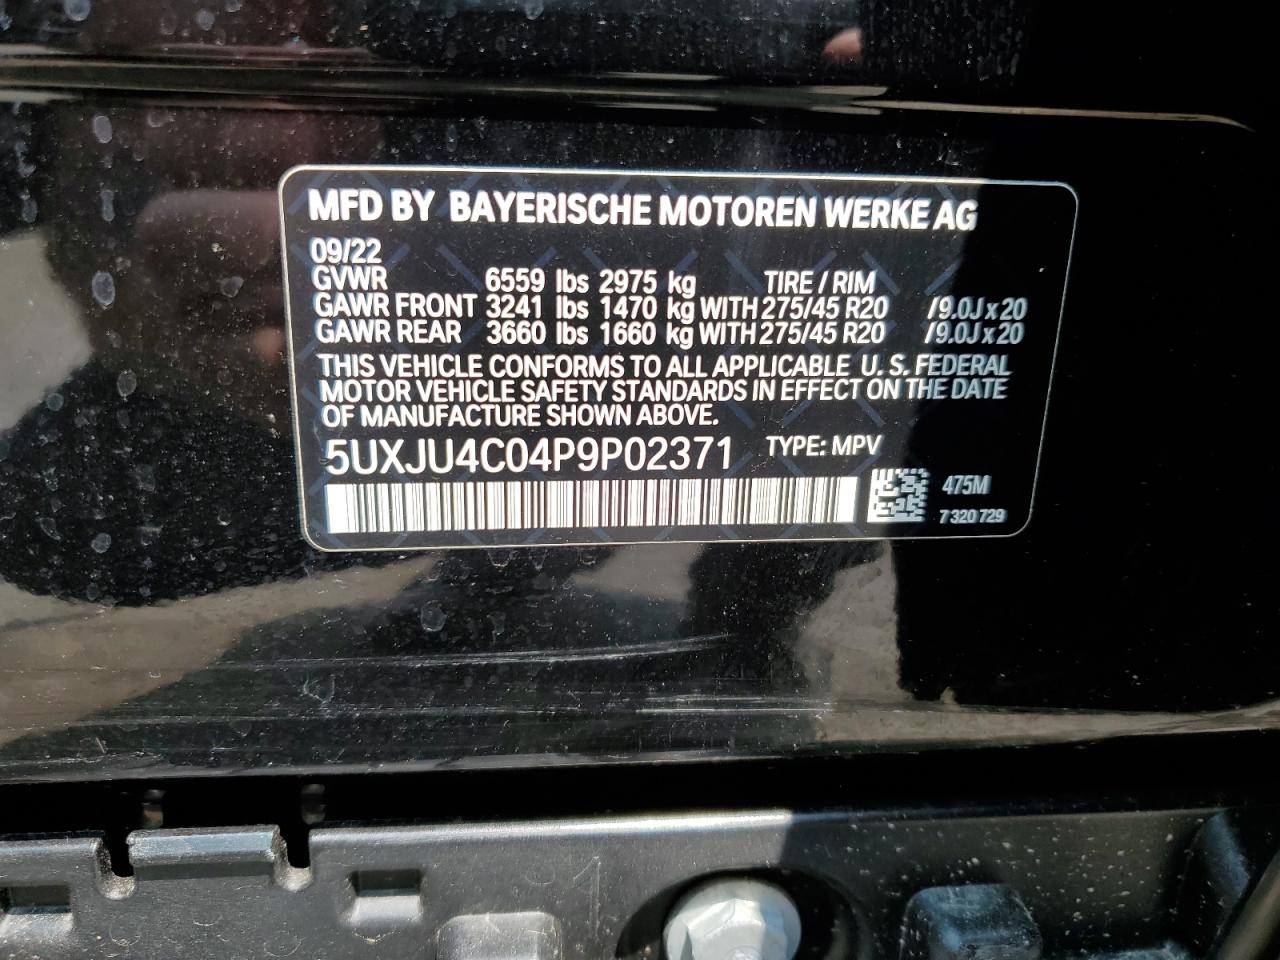 MFD BY BAYERISCHE MOTOREN WERKE AG
09/22
GVWR 6559 lbs 2975 kg TIRE / RIM
GAWR FRONT 3241 lbs 1470 kg WITH 275/45 R20 /9.0J x 20
GAWR REAR 3660 lbs 1660 kg WITH 275/45 R20 /9.0J x 20
THIS VEHICLE CONFORMS TO ALL APPLICABLE U.S. FEDERAL
MOTOR VEHICLE SAFETY STANDARDS IN EFFECT ON THE DATE
OF MANUFACTURE SHOWN ABOVE.
5UXJU4C04P9P02371 TYPE: MPV
475M
7 320 729